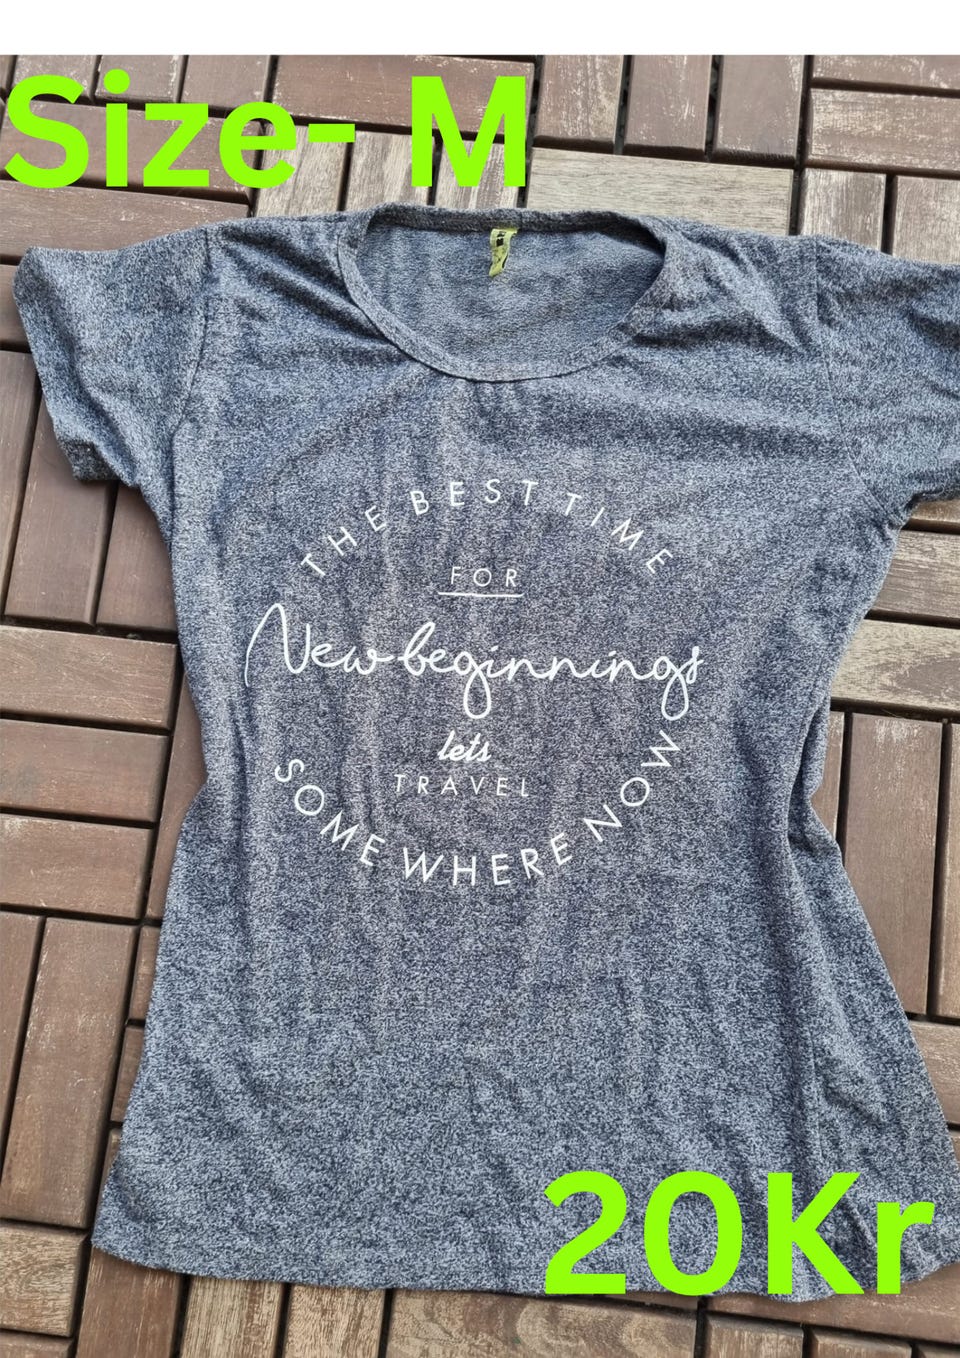 Size- M
THE BEST TIME
FOR
New beginnings
lets
TRAVEL
SOME WHERE NOW
20Kr